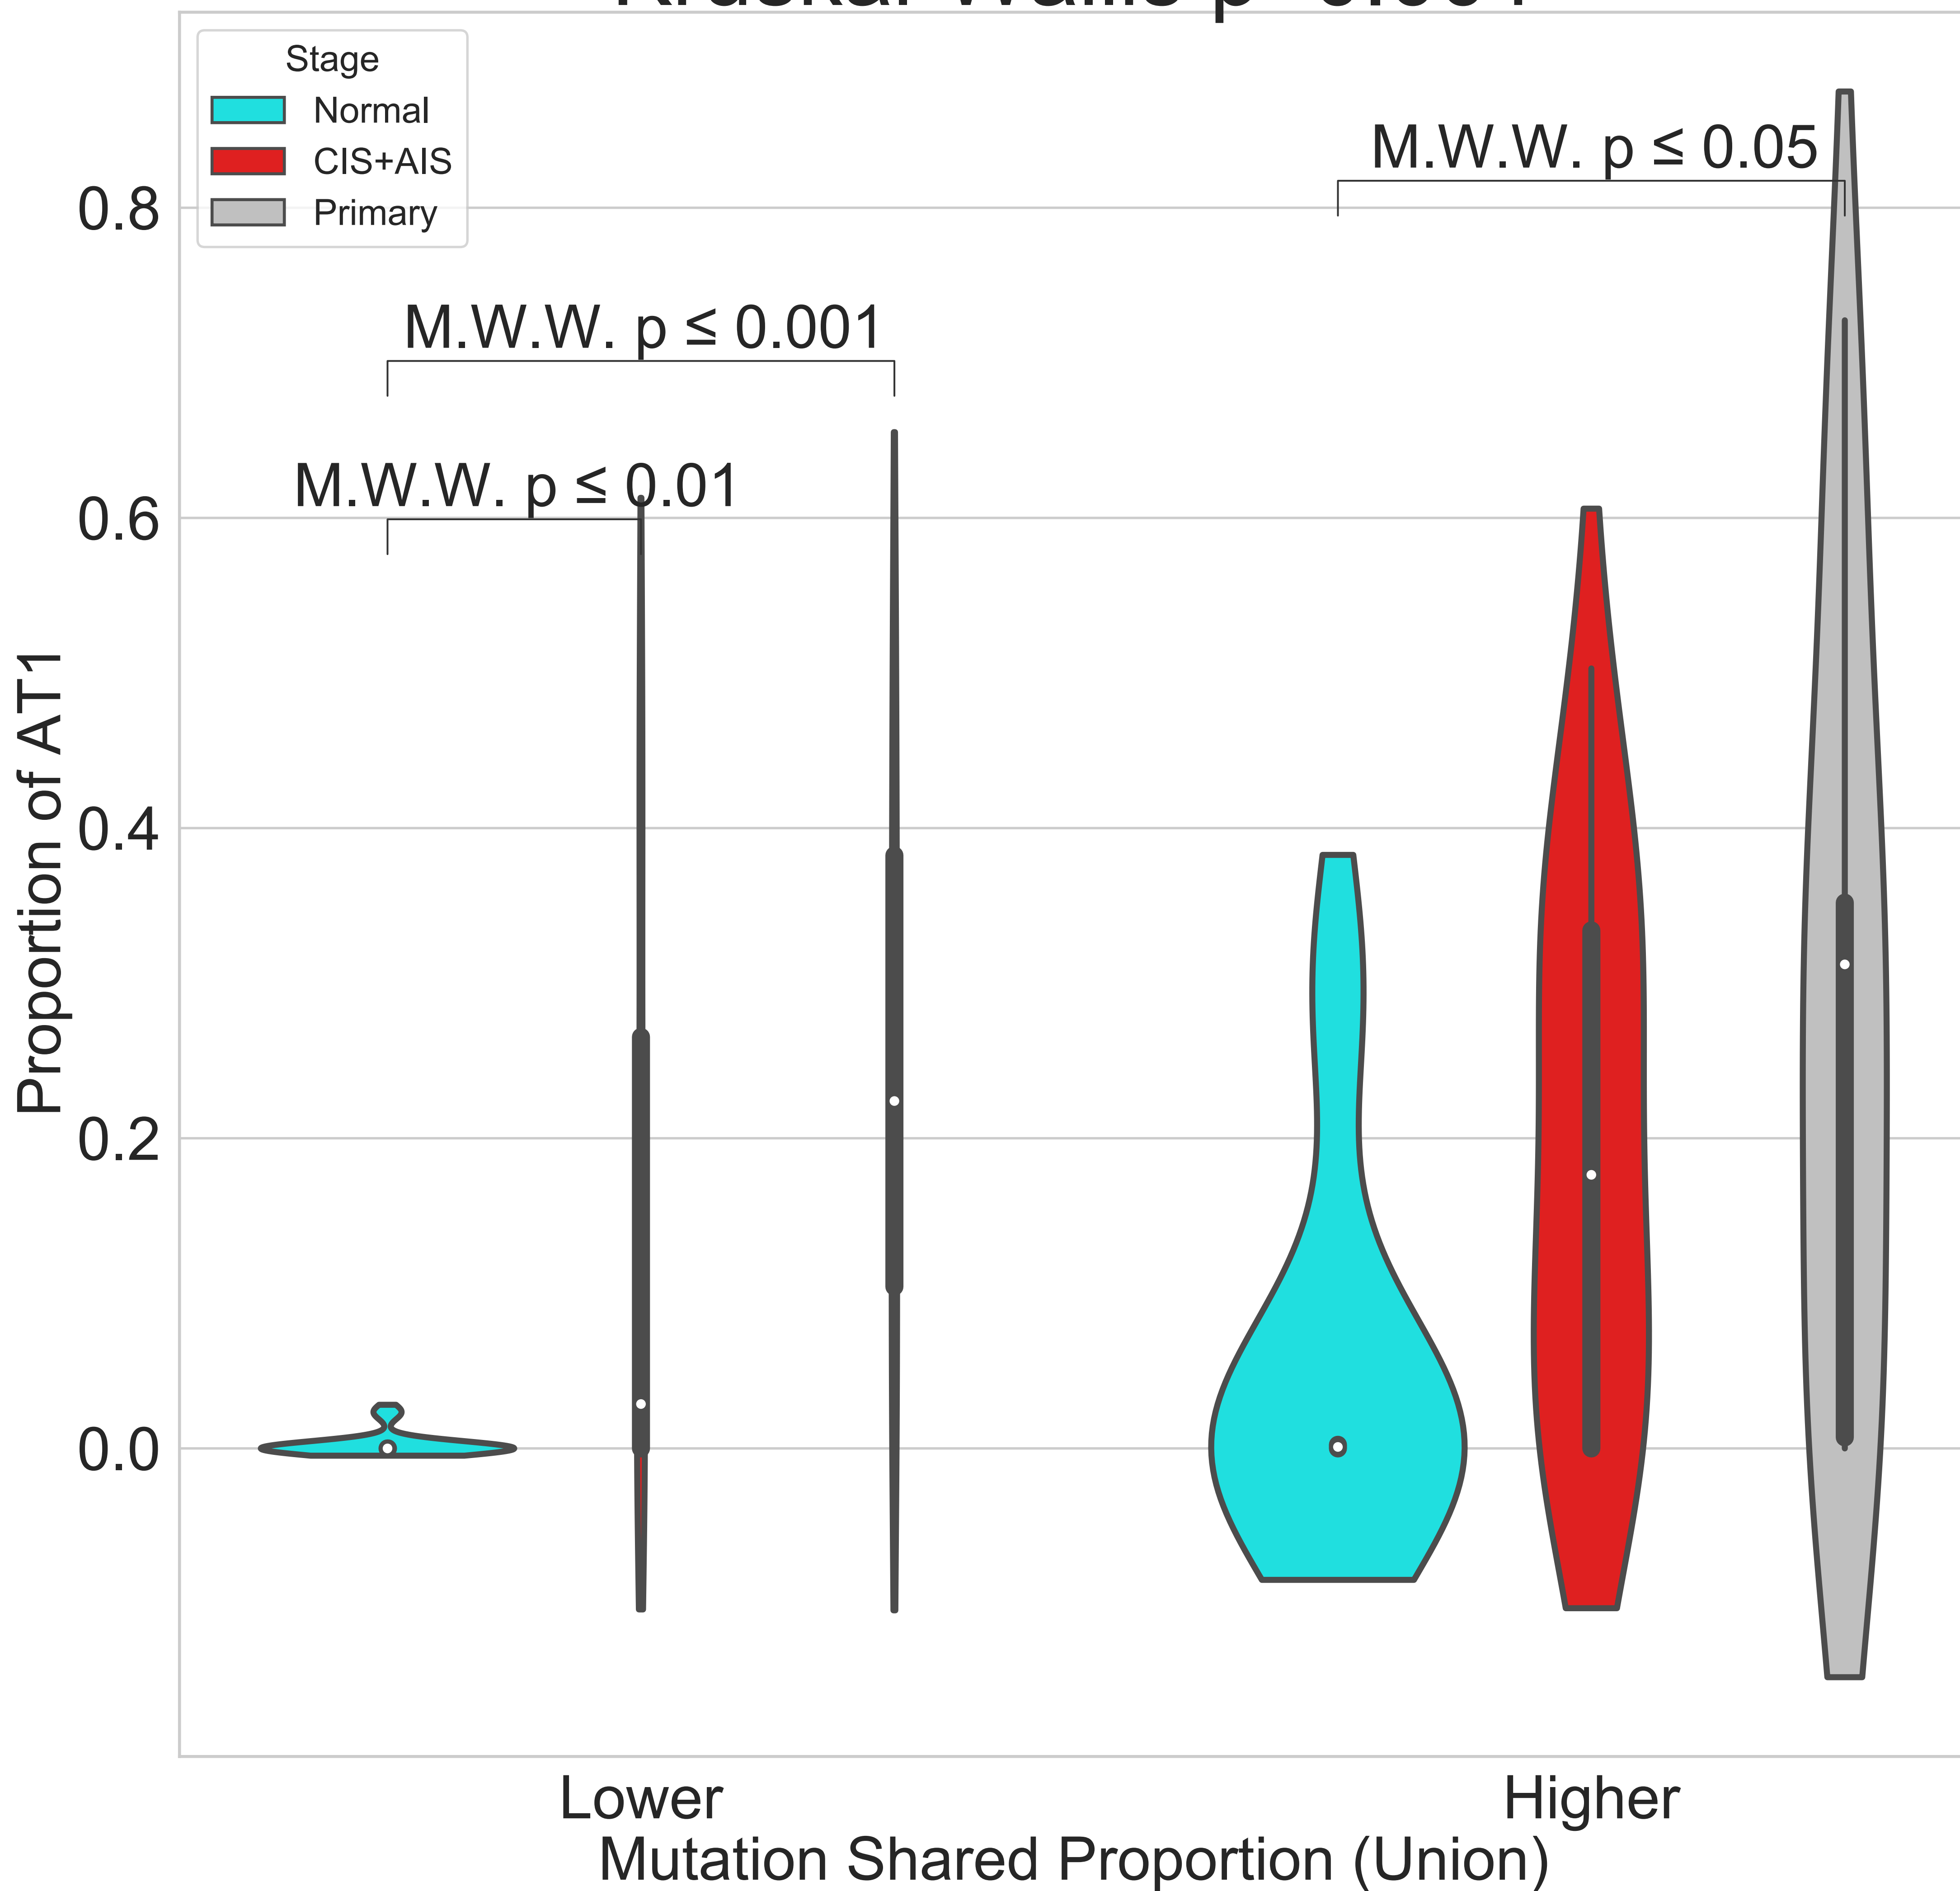 Stage
Normal
CIS+AIS
Primary
M.W.W. p ≤ 0.05
0.8
M.W.W. p ≤ 0.001
M.W.W. p ≤ 0.01
0.6
0.4
0.2
0.0
Proportion of AT1
Lower
Higher
Mutation Shared Proportion (Union)